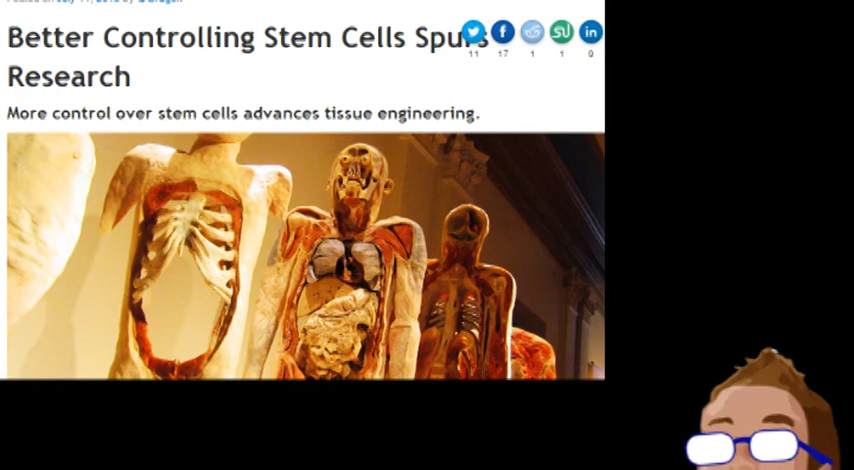 Better Controlling Stem Cells Spurs
Research
More control over stem cells advances tissue engineering.
11 17 1 1 0